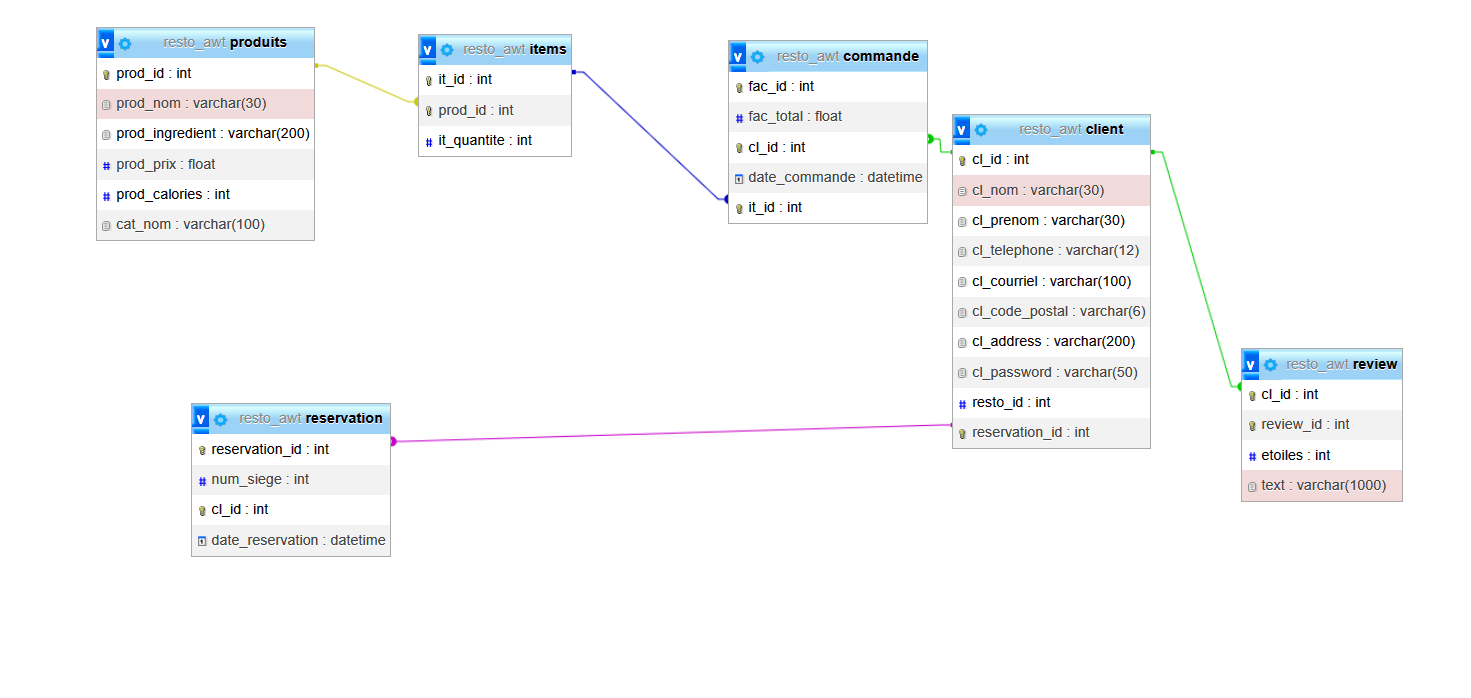 v resto_awt produits
prod_id : int
prod_nom : varchar(30)
prod_ingredient : varchar(200)
# prod_prix : float
# prod_calories : int
cat_nom : varchar(100)
v resto_awt items
it_id : int
prod_id : int
# it_quantite : int
v resto_awt commande
fac_id : int
# fac_total : float
cl_id : int
date_commande : datetime
it_id : int
v resto_awt client
cl_id : int
cl_nom : varchar(30)
cl_prenom : varchar(30)
cl_telephone : varchar(12)
cl_courriel : varchar(100)
cl_code_postal : varchar(6)
cl_address : varchar(200)
cl_password : varchar(50)
# resto_id : int
reservation_id : int
v resto_awt review
cl_id : int
review_id : int
# etoiles : int
text : varchar(1000)
v resto_awt reservation
reservation_id : int
# num_siege : int
cl_id : int
date_reservation : datetime